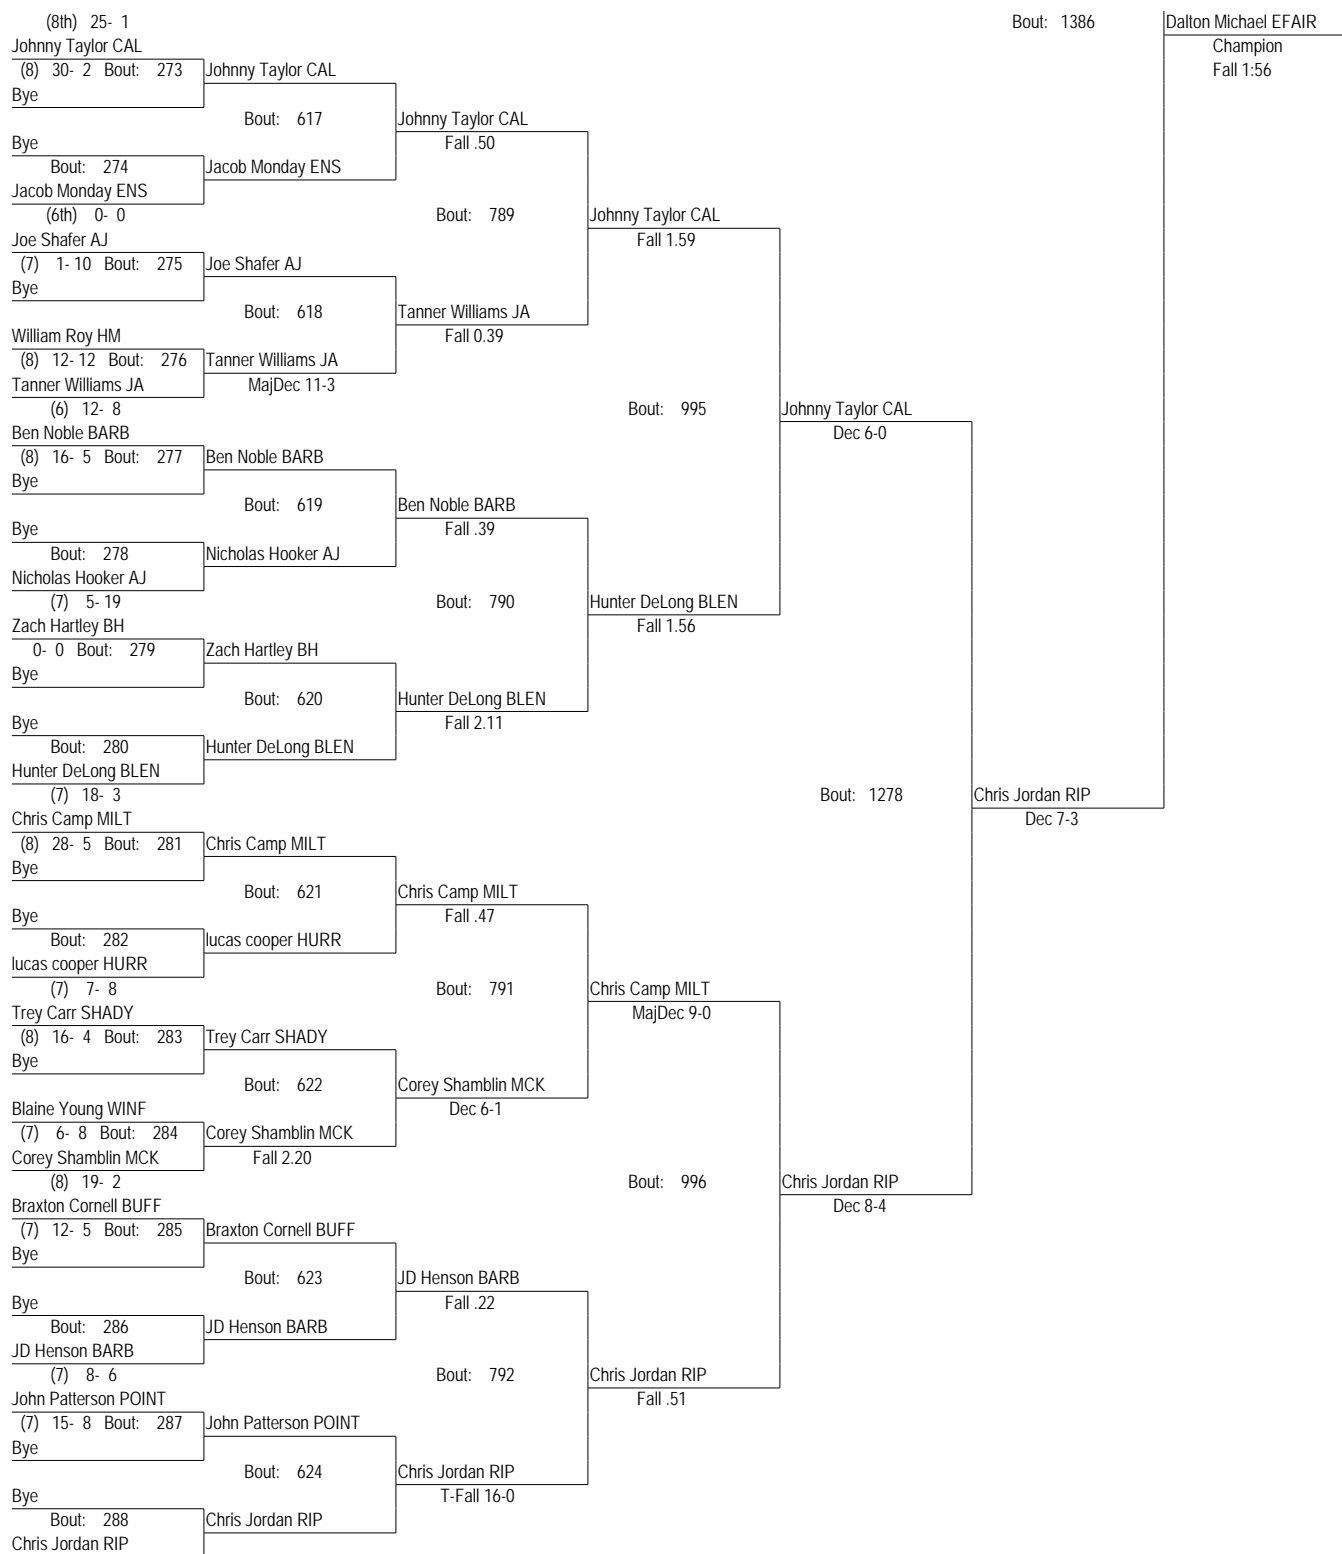 (8th) 25- 1
Bout: 1386
Dalton Michael EFAIR
Johnny Taylor CAL
Champion
(8) 30- 2 Bout: 273
Johnny Taylor CAL
Fall 1:56
Bye
Bout: 617
Johnny Taylor CAL
Bye
Fall .50
Bout: 274
Jacob Monday ENS
Jacob Monday ENS
(6th) 0- 0
Bout: 789
Johnny Taylor CAL
Joe Shafer AJ
Fall 1.59
(7) 1- 10 Bout: 275
Joe Shafer AJ
Bye
Bout: 618
Tanner Williams JA
William Roy HM
Fall 0.39
(8) 12- 12 Bout: 276
Tanner Williams JA
Tanner Williams JA
MajDec 11-3
(6) 12- 8
Bout: 995
Johnny Taylor CAL
Ben Noble BARB
Dec 6-0
(8) 16- 5 Bout: 277
Ben Noble BARB
Bye
Bout: 619
Ben Noble BARB
Bye
Fall .39
Bout: 278
Nicholas Hooker AJ
Nicholas Hooker AJ
(7) 5- 19
Bout: 790
Hunter DeLong BLEN
Zach Hartley BH
Fall 1.56
0- 0 Bout: 279
Zach Hartley BH
Bye
Bout: 620
Hunter DeLong BLEN
Bye
Fall 2.11
Bout: 280
Hunter DeLong BLEN
Hunter DeLong BLEN
(7) 18- 3
Bout: 1278
Chris Jordan RIP
Chris Camp MILT
Dec 7-3
(8) 28- 5 Bout: 281
Chris Camp MILT
Bye
Bout: 621
Chris Camp MILT
Bye
Fall .47
Bout: 282
lucas cooper HURR
lucas cooper HURR
(7) 7- 8
Bout: 791
Chris Camp MILT
Trey Carr SHADY
MajDec 9-0
(8) 16- 4 Bout: 283
Trey Carr SHADY
Bye
Bout: 622
Corey Shamblin MCK
Blaine Young WINF
Dec 6-1
(7) 6- 8 Bout: 284
Corey Shamblin MCK
Corey Shamblin MCK
Fall 2.20
(8) 19- 2
Bout: 996
Chris Jordan RIP
Braxton Cornell BUFF
Dec 8-4
(7) 12- 5 Bout: 285
Braxton Cornell BUFF
Bye
Bout: 623
JD Henson BARB
Bye
Fall .22
Bout: 286
JD Henson BARB
JD Henson BARB
(7) 8- 6
Bout: 792
Chris Jordan RIP
John Patterson POINT
Fall .51
(7) 15- 8 Bout: 287
John Patterson POINT
Bye
Bout: 624
Chris Jordan RIP
Bye
T-Fall 16-0
Bout: 288
Chris Jordan RIP
Chris Jordan RIP